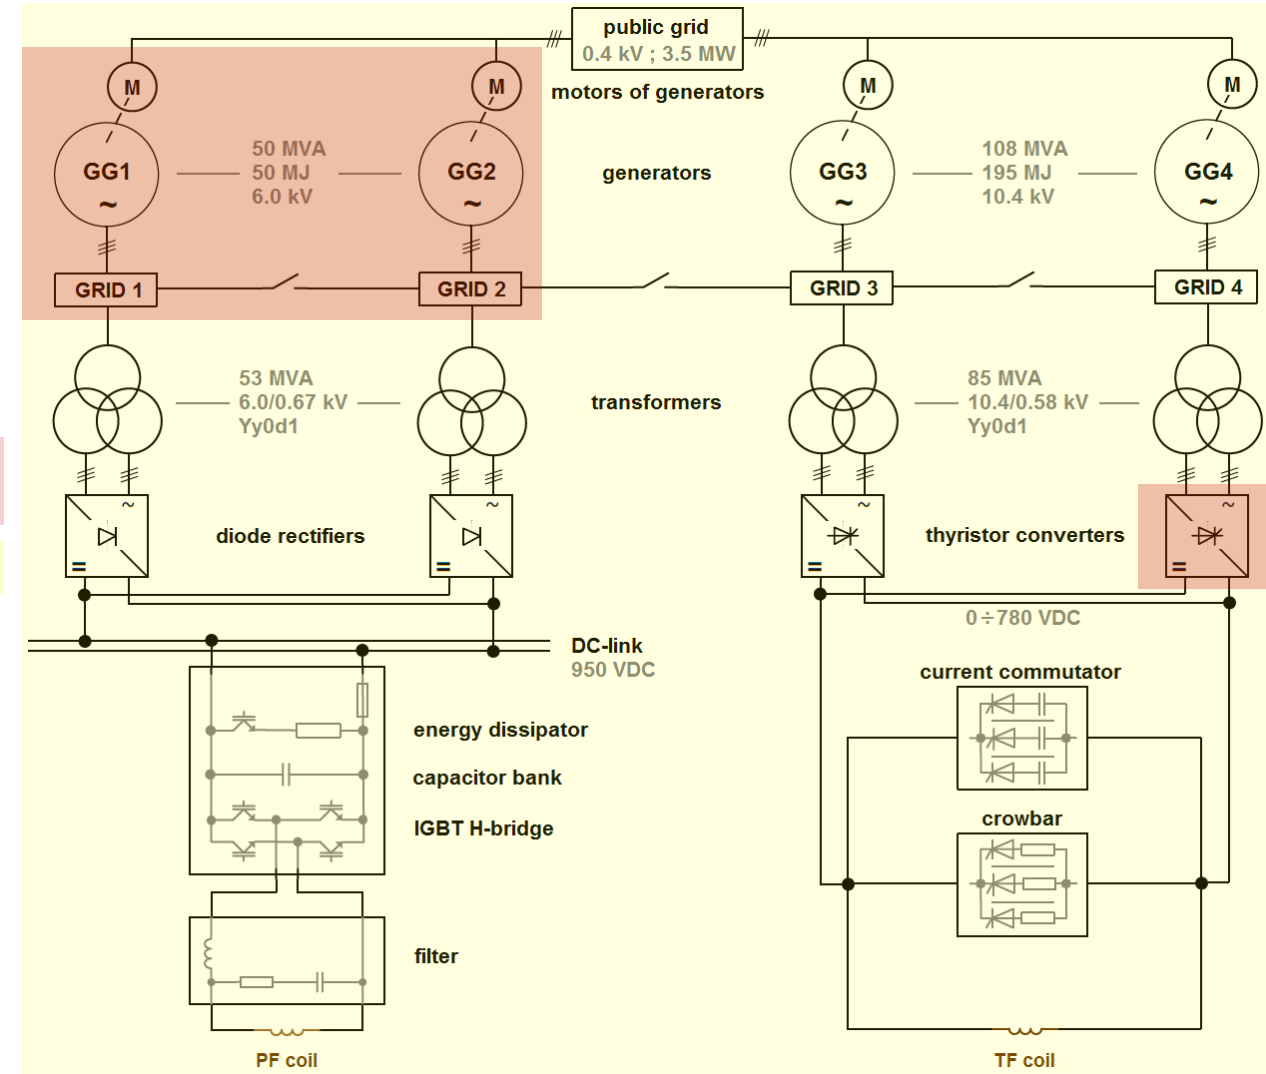 public grid
0.4 kV ; 3.5 MW
M
M
M
M
motors of generators
GG1
~
50 MVA
50 MJ
6.0 kV
GG2
~
generators
GG3
~
108 MVA
195 MJ
10.4 kV
GG4
~
GRID 1
GRID 2
GRID 3
GRID 4
53 MVA
6.0/0.67 kV
Yy0d1
transformers
85 MVA
10.4/0.58 kV
Yy0d1
~
=
diode rectifiers
~
=
~
=
thyristor converters
~
=
0÷780 VDC
DC-link
950 VDC
current commutator
energy dissipator
capacitor bank
IGBT H-bridge
crowbar
filter
PF coil
TF coil